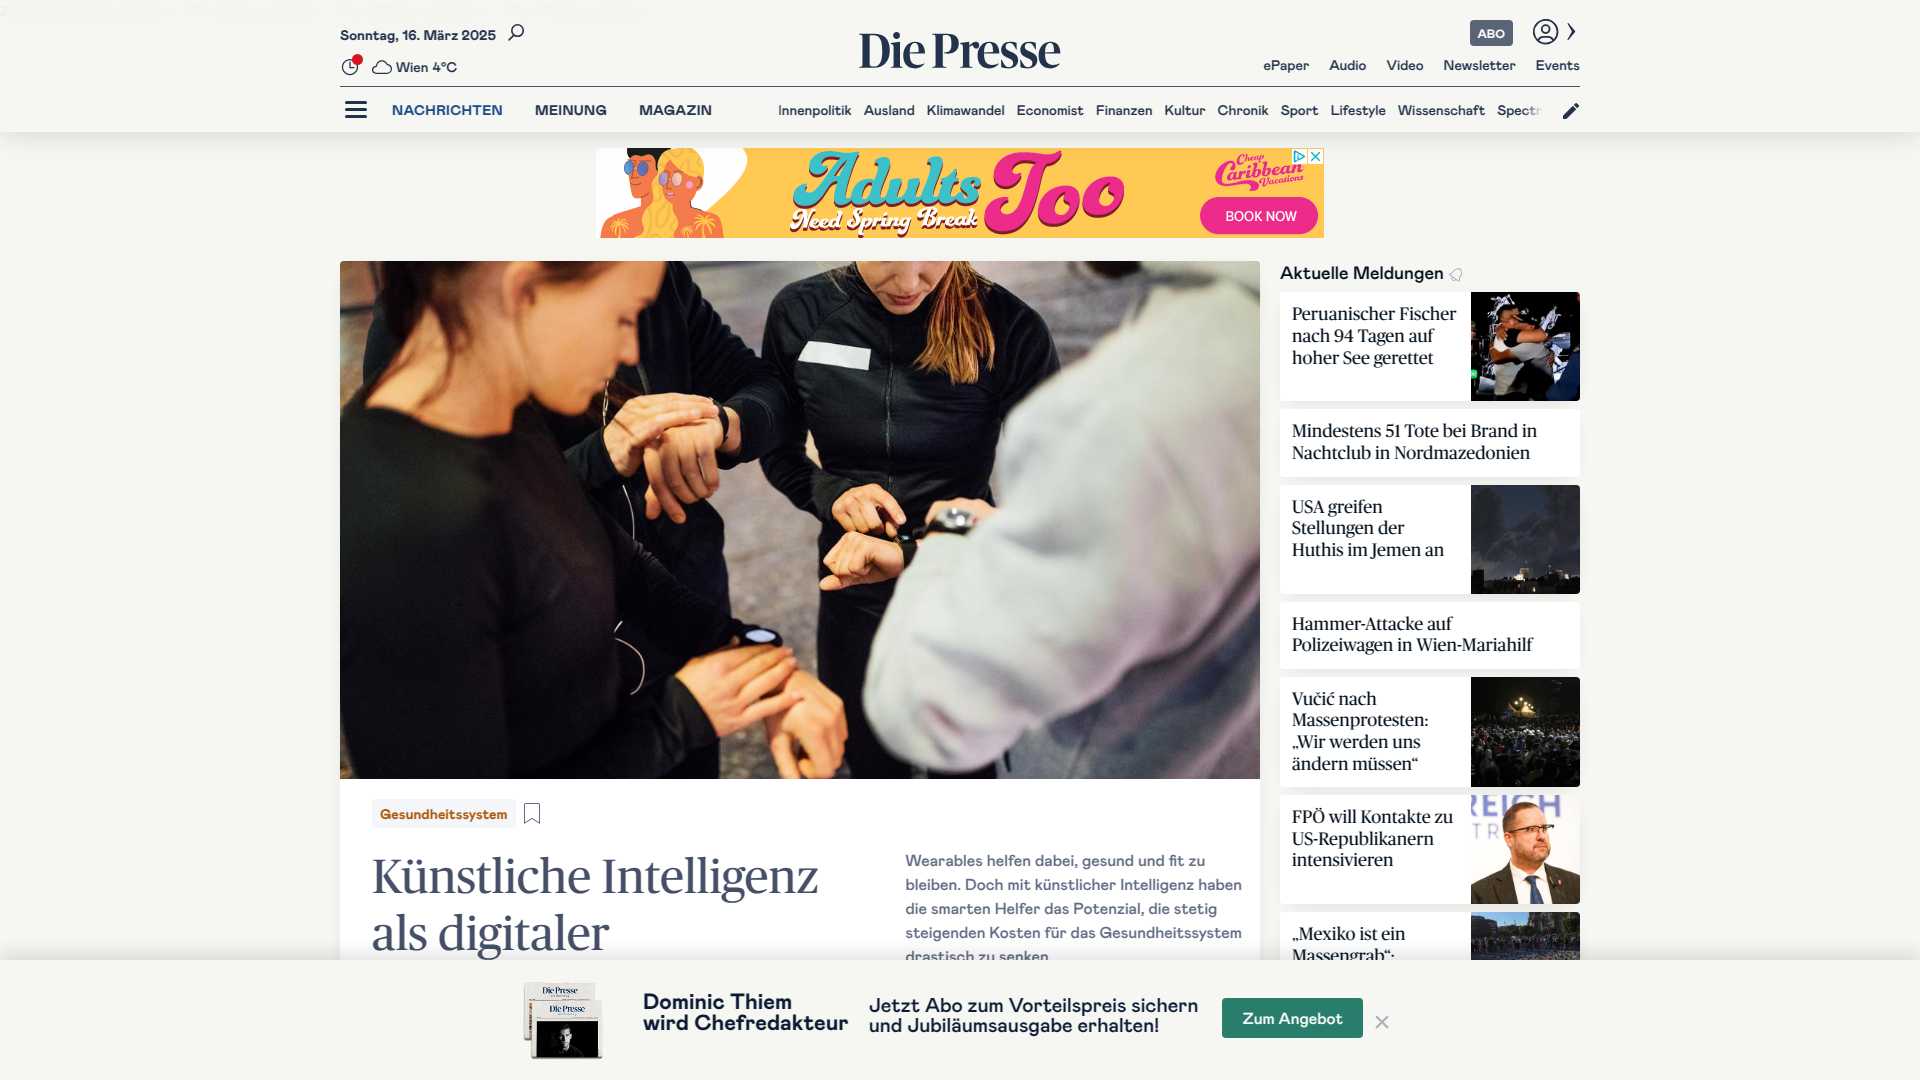 Sonntag, 16. März 2025
Wien 4°C
Die Presse
ABO
ePaper Audio Video Newsletter Events
NACHRICHTEN MEINUNG MAGAZIN
Innenpolitik Ausland Klimawandel Economist Finanzen Kultur Chronik Sport Lifestyle Wissenschaft
Adults Too
Need Spring Break
Cheap
Caribbean
Vacations
BOOK NOW
Gesundheitssystem
Künstliche Intelligenz
als digitaler
Wearables helfen dabei, gesund und fit zu
bleiben. Doch mit künstlicher Intelligenz haben
die smarten Helfer das Potenzial, die stetig
steigenden Kosten für das Gesundheitssystem
drastisch zu senken.
Aktuelle Meldungen
Peruanischer Fischer
nach 94 Tagen auf
hoher See gerettet
Mindestens 51 Tote bei Brand in
Nachtclub in Nordmazedonien
USA greifen
Stellungen der
Huthis im Jemen an
Hammer-Attacke auf
Polizeiwagen in Wien-Mariahilf
Vučić nach
Massenprotesten:
„Wir werden uns
ändern müssen“
FPÖ will Kontakte zu
US-Republikanern
intensivieren
„Mexiko ist ein
Massengrab“:
Die Presse
Die Presse
Dominic Thiem
wird Chefredakteur
Jetzt Abo zum Vorteilspreis sichern
und Jubiläumsausgabe erhalten!
Zum Angebot